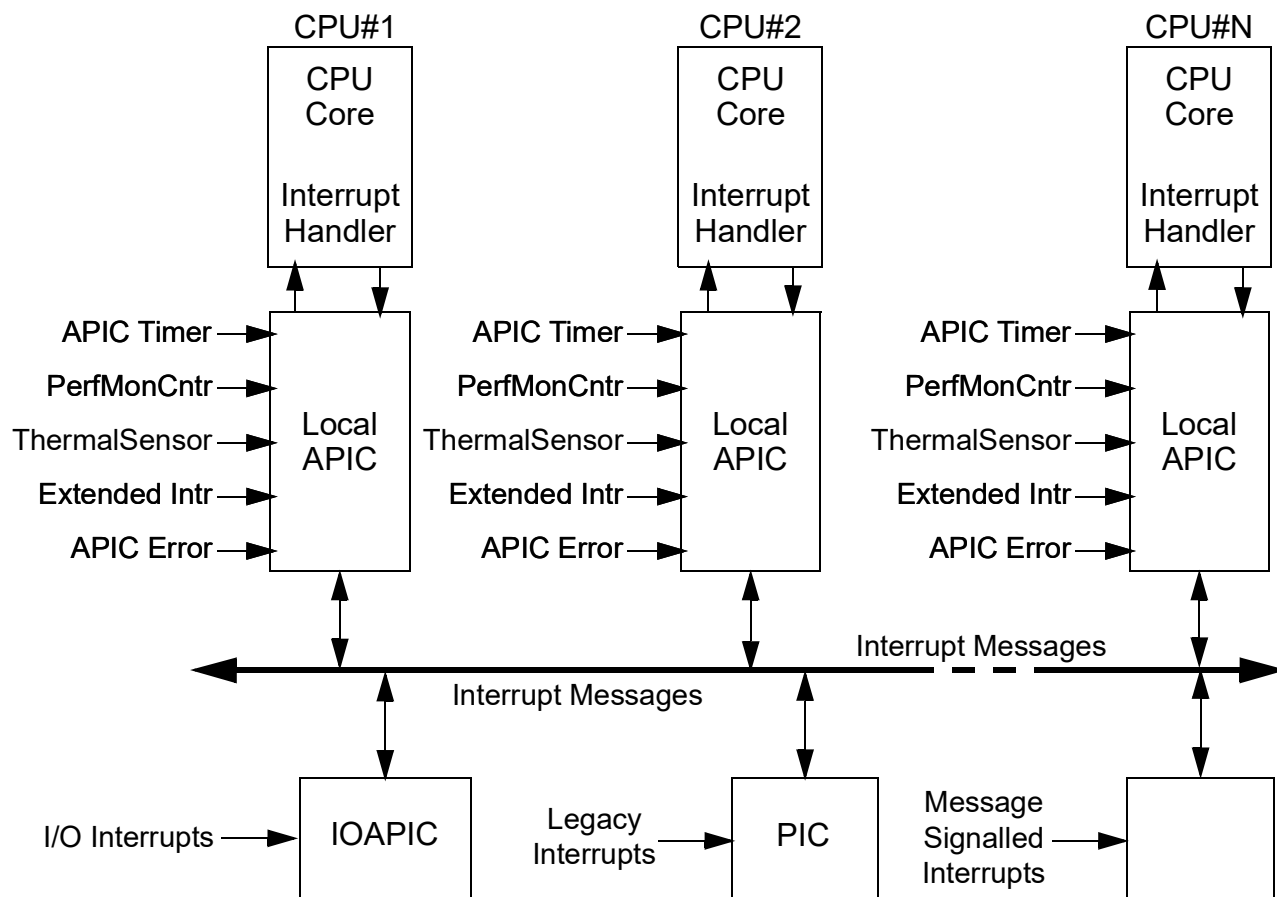 CPU#1
CPU#2
CPU#N
CPU
Core
Interrupt
Handler
CPU
Core
Interrupt
Handler
CPU
Core
Interrupt
Handler
APIC Timer
PerfMonCntr
ThermalSensor
Extended Intr
APIC Error
Local
APIC
APIC Timer
PerfMonCntr
ThermalSensor
Extended Intr
APIC Error
Local
APIC
APIC Timer
PerfMonCntr
ThermalSensor
Extended Intr
APIC Error
Local
APIC
Interrupt Messages
Interrupt Messages
I/O Interrupts
IOAPIC
Legacy
Interrupts
PIC
Message
Signalled
Interrupts